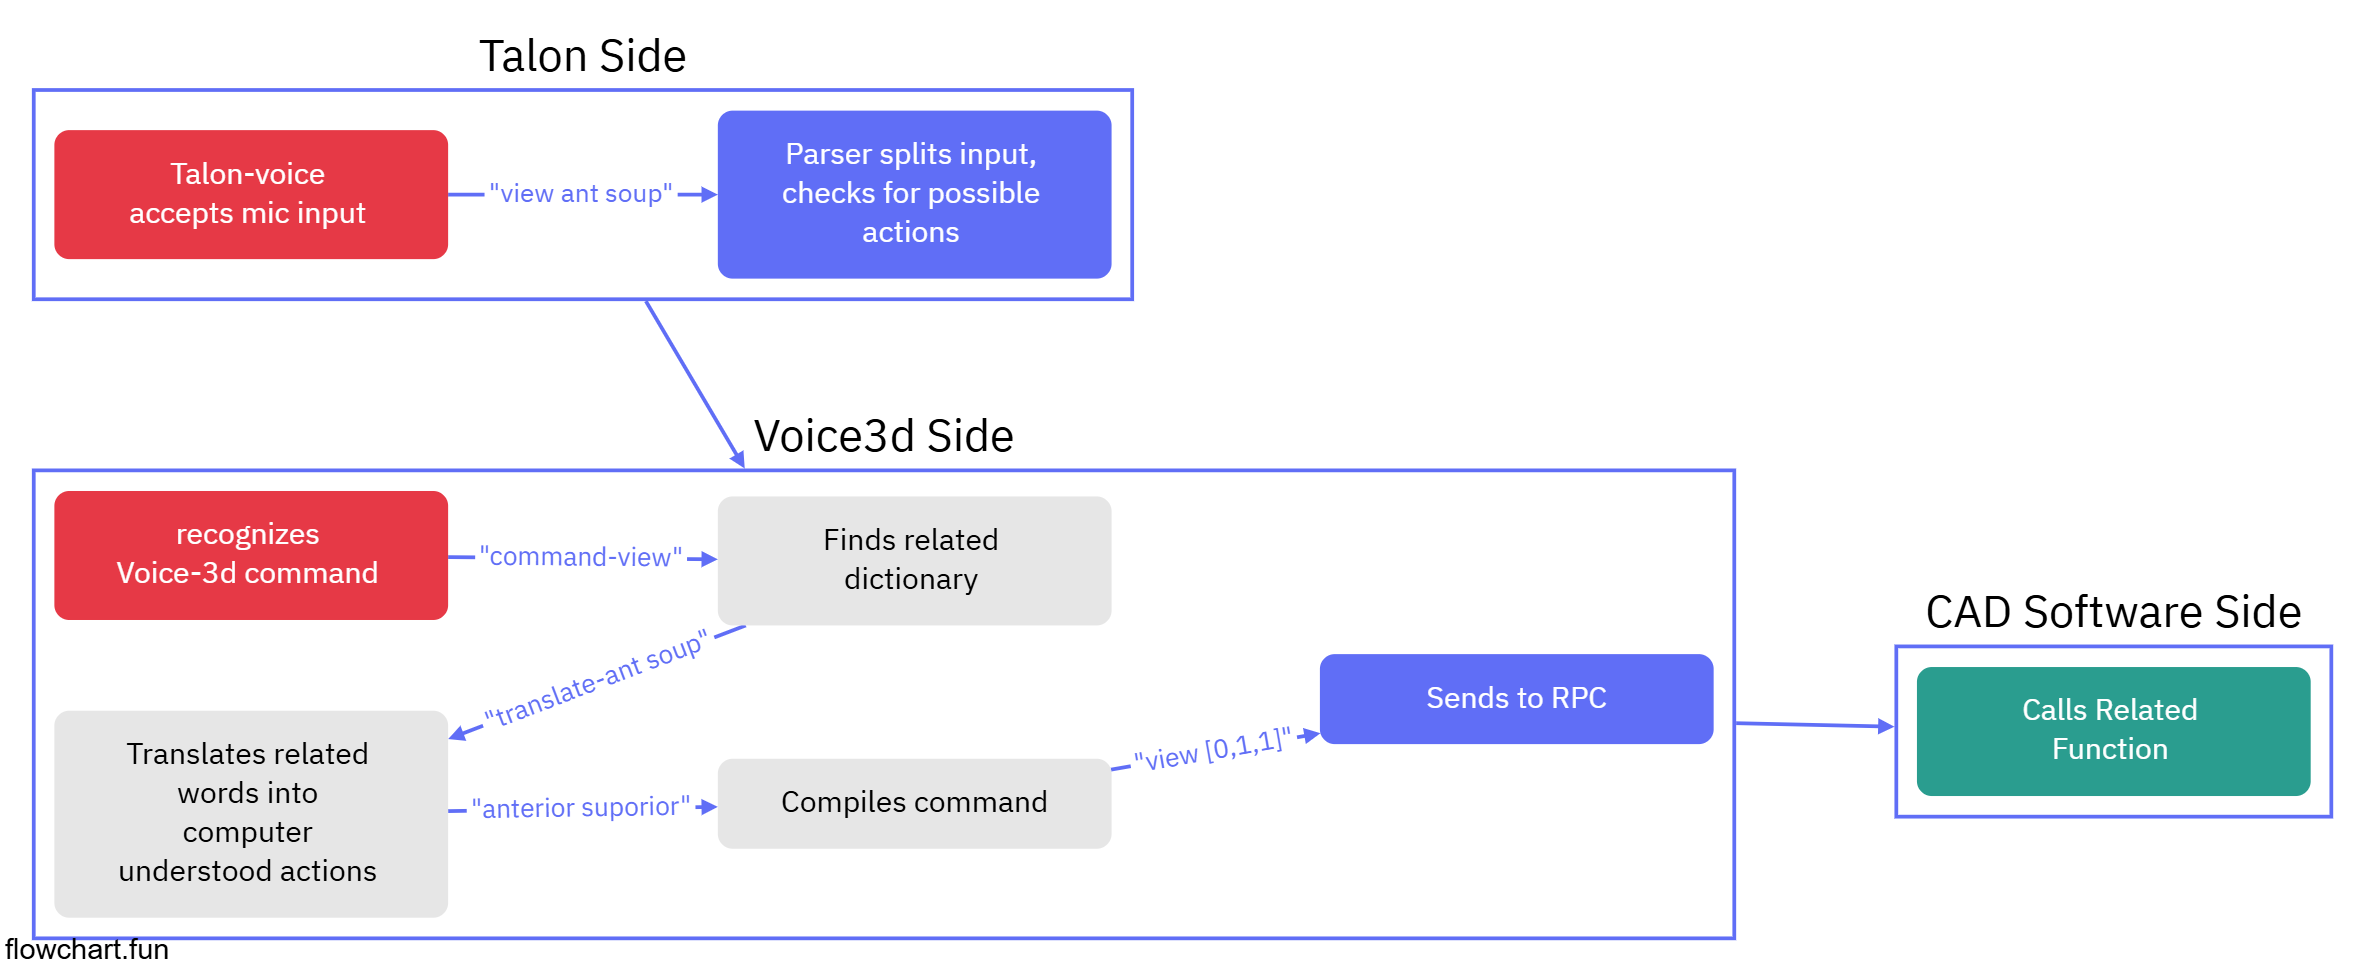 Talon Side
Talon-voice
accepts mic input
"view ant soup"
Parser splits input,
checks for possible
actions
Voice3d Side
recognizes
Voice-3d command
"command-view"
Finds related
dictionary
"translate-ant soup"
Translates related
words into
computer
understood actions
"anterior suporior"
Compiles command
"view [0,1,1]"
Sends to RPC
CAD Software Side
Calls Related
Function
flowchart.fun